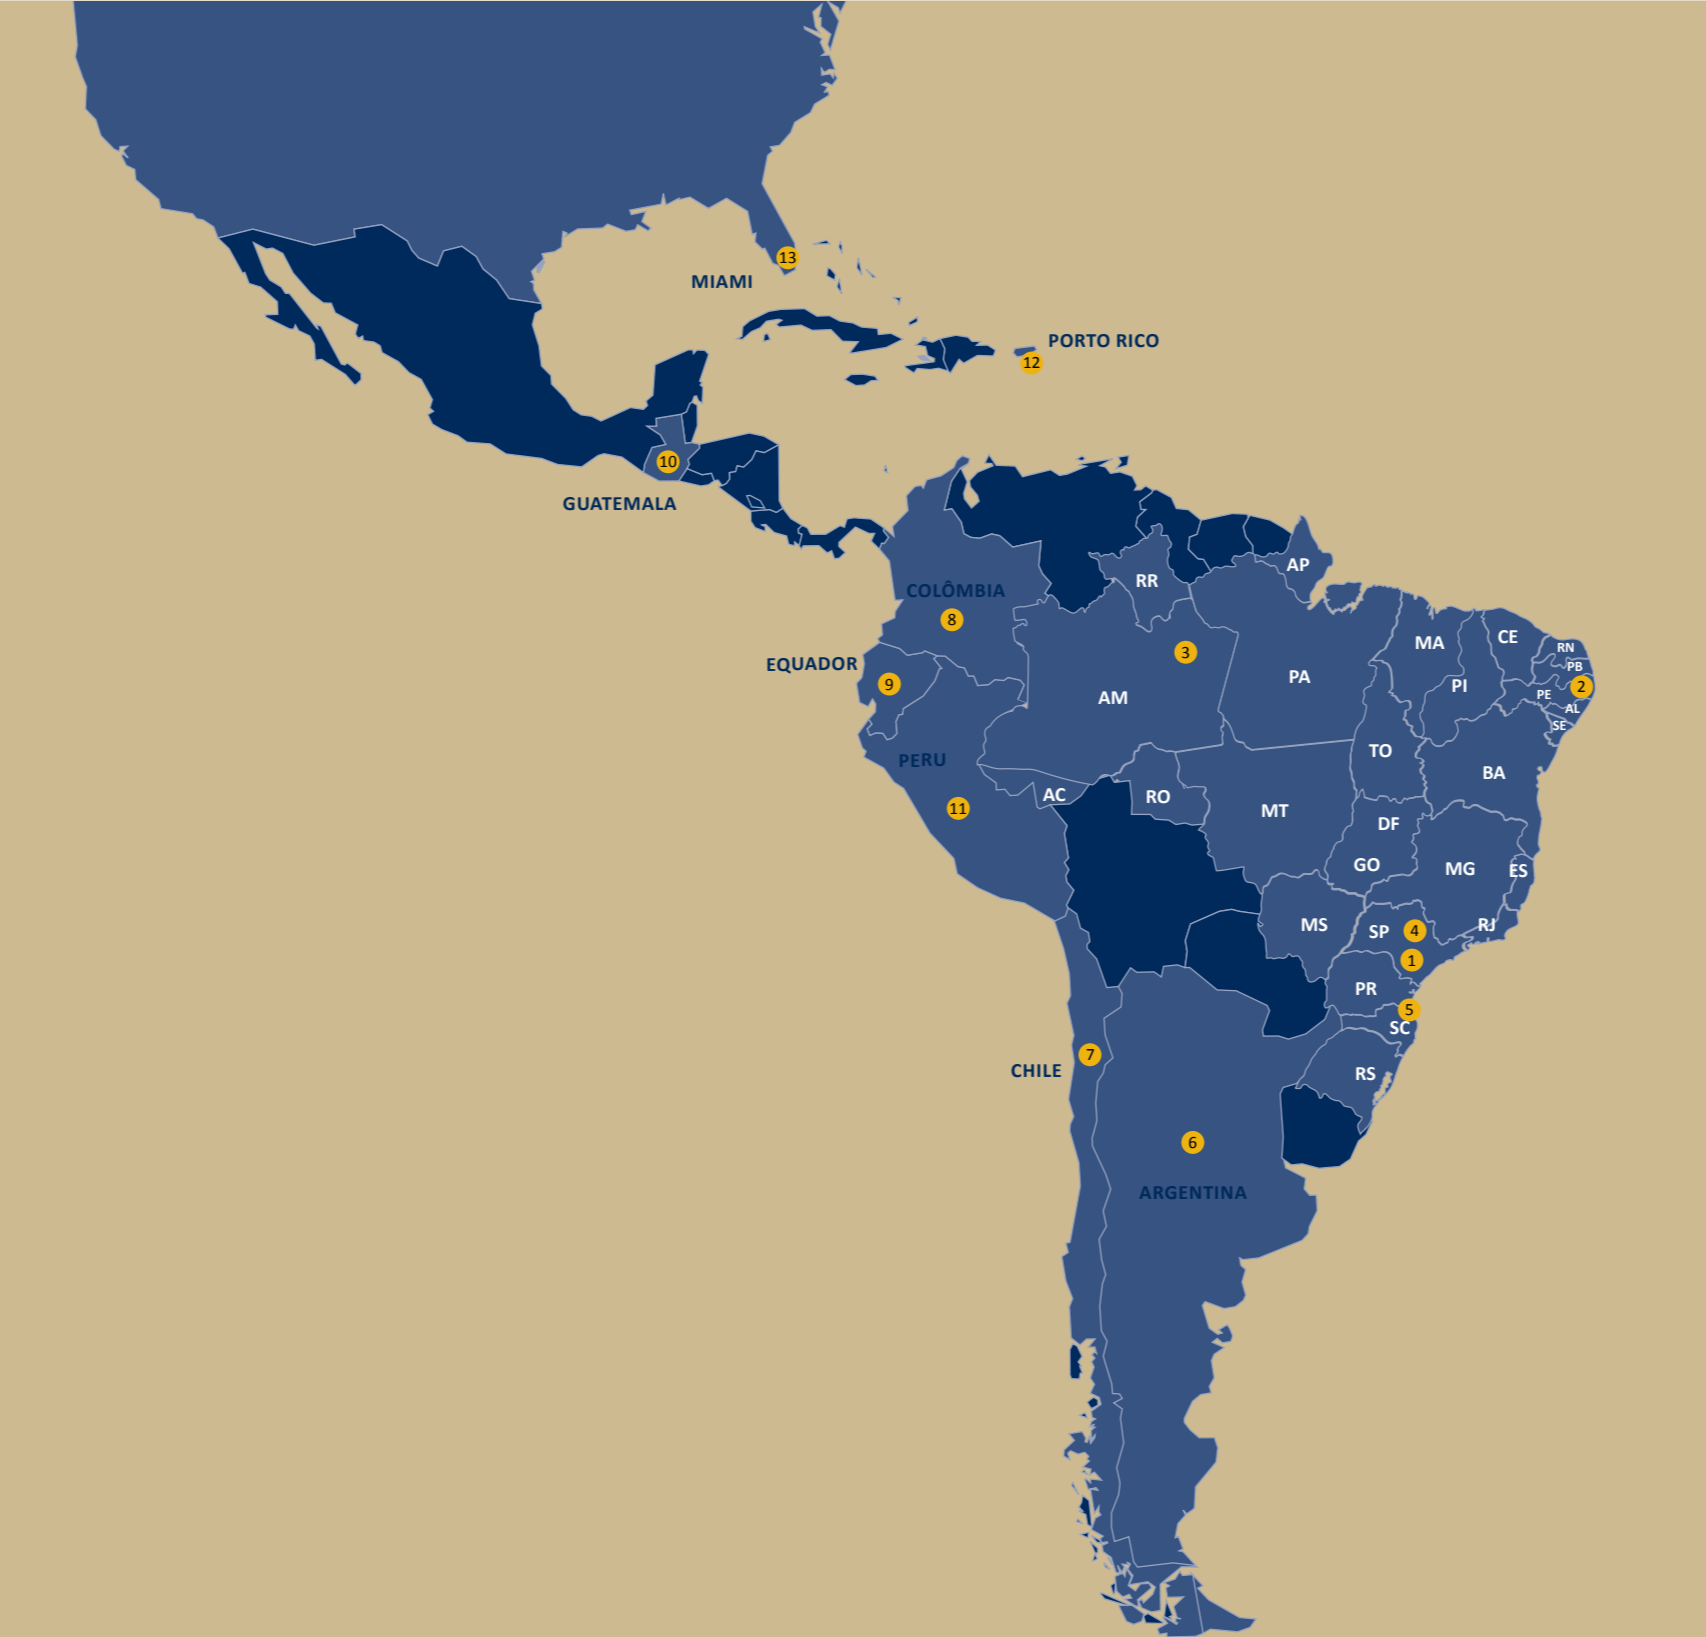 13
MIAMI
PORTO RICO
12
10
GUATEMALA
AP
RR
COLÔMBIA
8
CE
MA
RN
3
EQUADOR
PB
PA
9
PI
2
PE
AM
AL
SE
TO
PERU
BA
AC
RO
11
MT
DF
GO
MG
ES
MS
SP
4
RJ
1
PR
5
SC
7
CHILE
RS
6
ARGENTINA